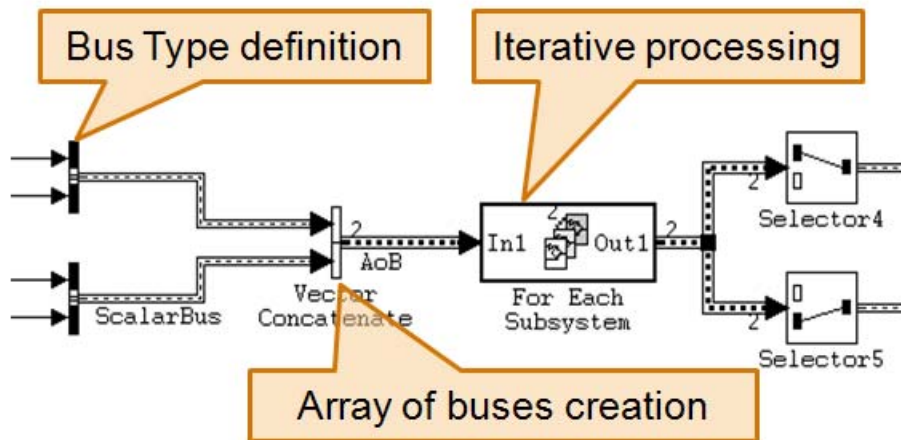 Bus Type definition
Iterative processing
2
Selector4
2
AoB
In1
2
Out1
2
ScalarBus
Vector
Concatenate
For Each
Subsystem
2
Selector5
Array of buses creation